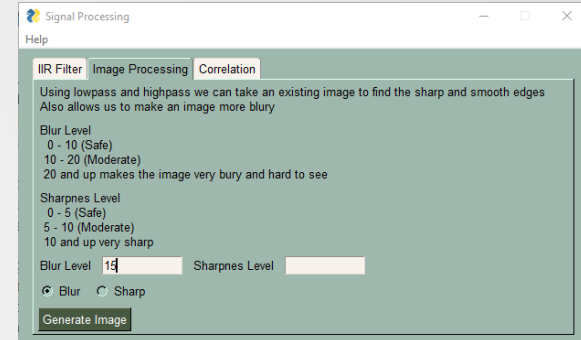 Signal Processing
Help
IIR Filter Image Processing Correlation
Using lowpass and highpass we can take an existing image to find the sharp and smooth edges
Also allows us to make an image more blury
Blur Level
0 - 10 (Safe)
10 - 20 (Moderate)
20 and up makes the image very bury and hard to see
Sharpnes Level
0 - 5 (Safe)
5 - 10 (Moderate)
10 and up very sharp
Blur Level 15 Sharpnes Level
Blur Sharp
Generate Image